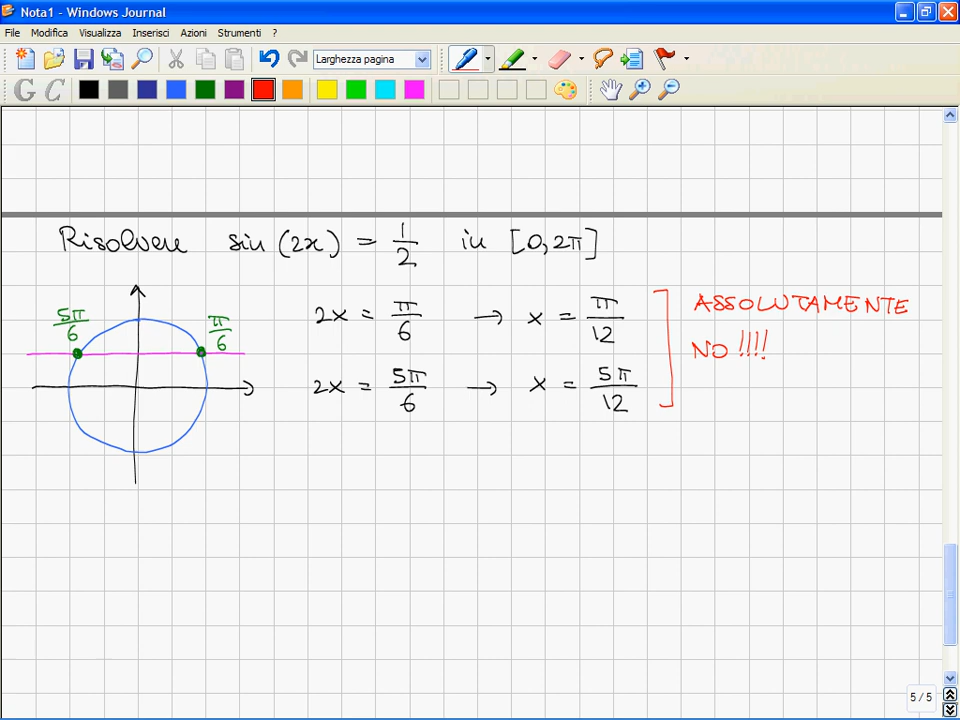 Nota1 - Windows Journal
File Modifica Visualizza Inserisci Azioni Strumenti ?
Larghezza pagina
G C
Risolvere sin(2x) = 1/2 in [0,2π]
5π/6 π/6 2x = π/6 → x = π/12 ASSOLUTAMENTE
NO!!!!
2x = 5π/6 → x = 5π/12
5 / 5